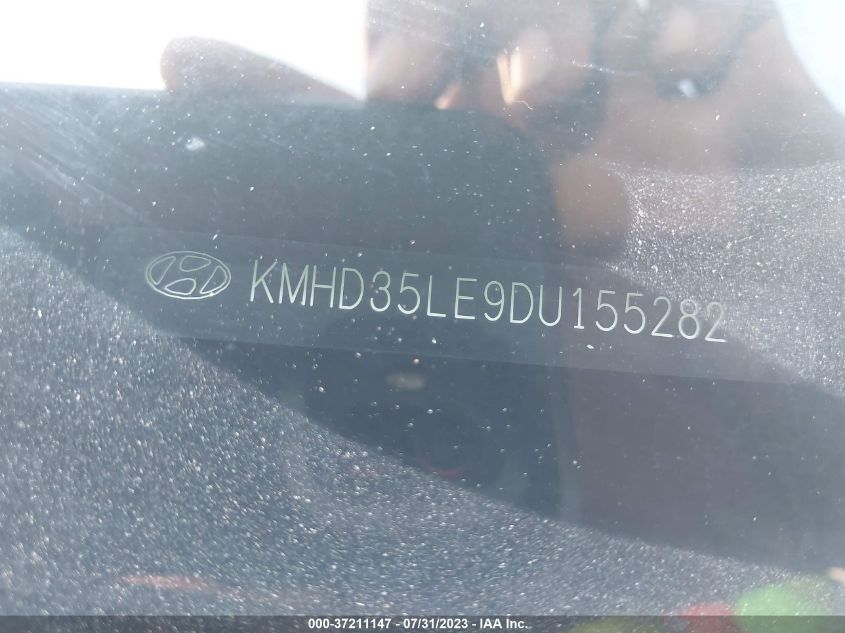 KMHD35LE9DU155282
000-37211147 - 07/31/2023 - IAA Inc.